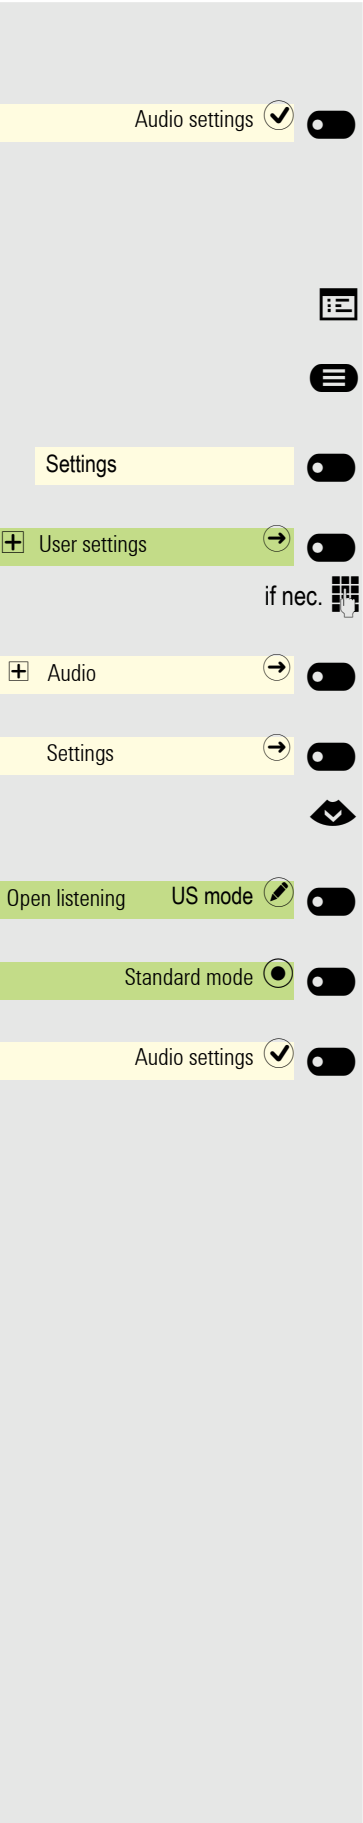 Audio settings
Settings
User settings
if nec.
Audio
Settings
Open listening US mode
Standard mode
Audio settings